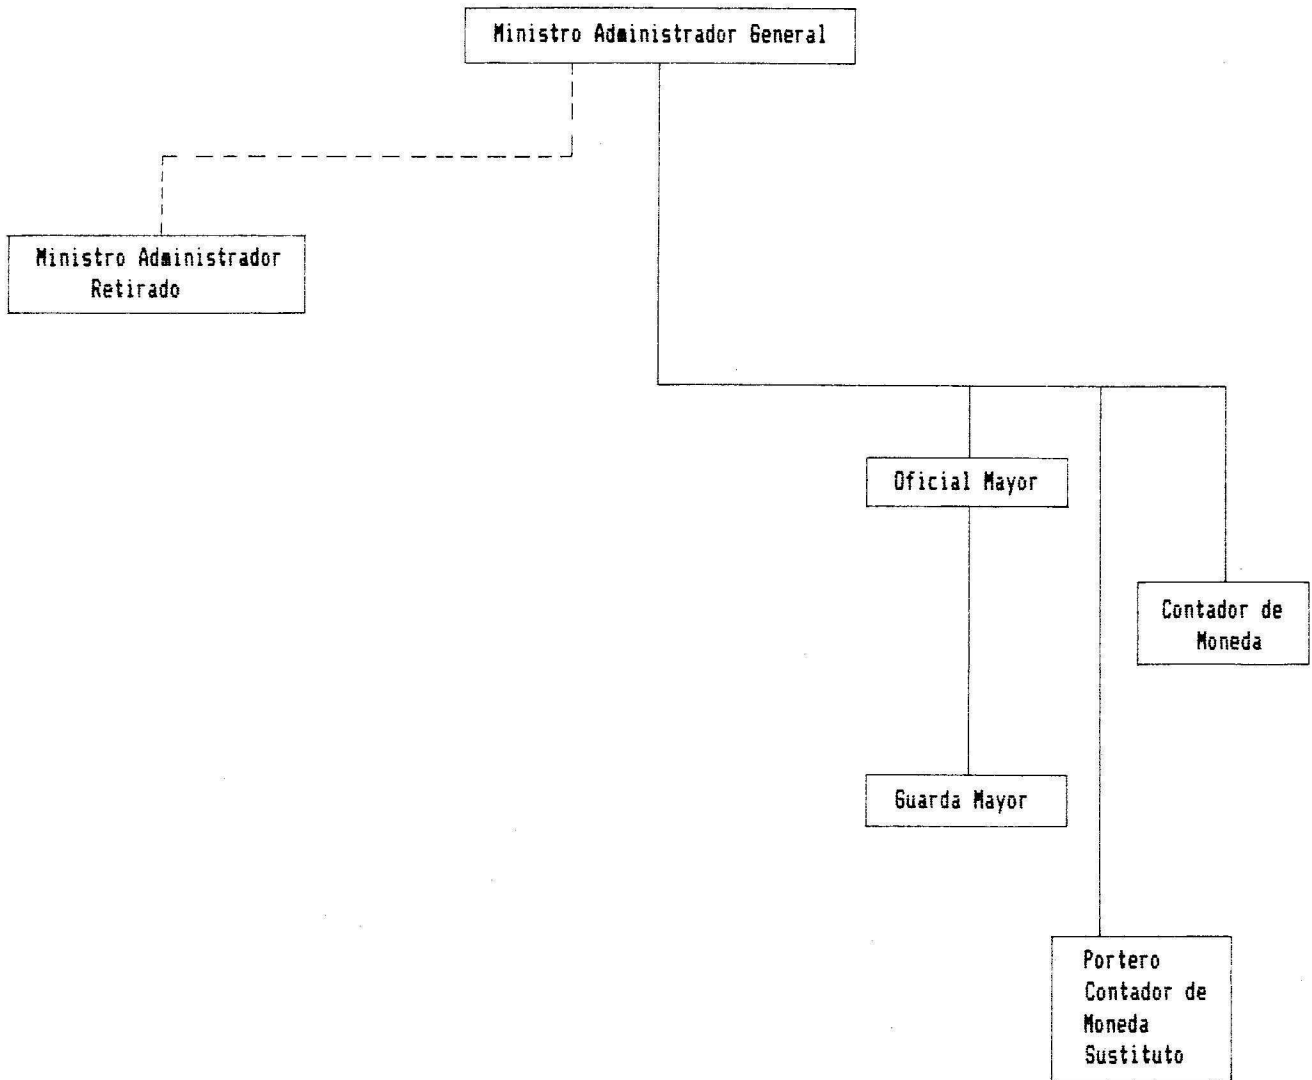 Ministro Administrador General
Ministro Administrador
Retirado
Oficial Mayor
Contador de
Moneda
Guarda Mayor
Portero
Contador de
Moneda
Sustituto